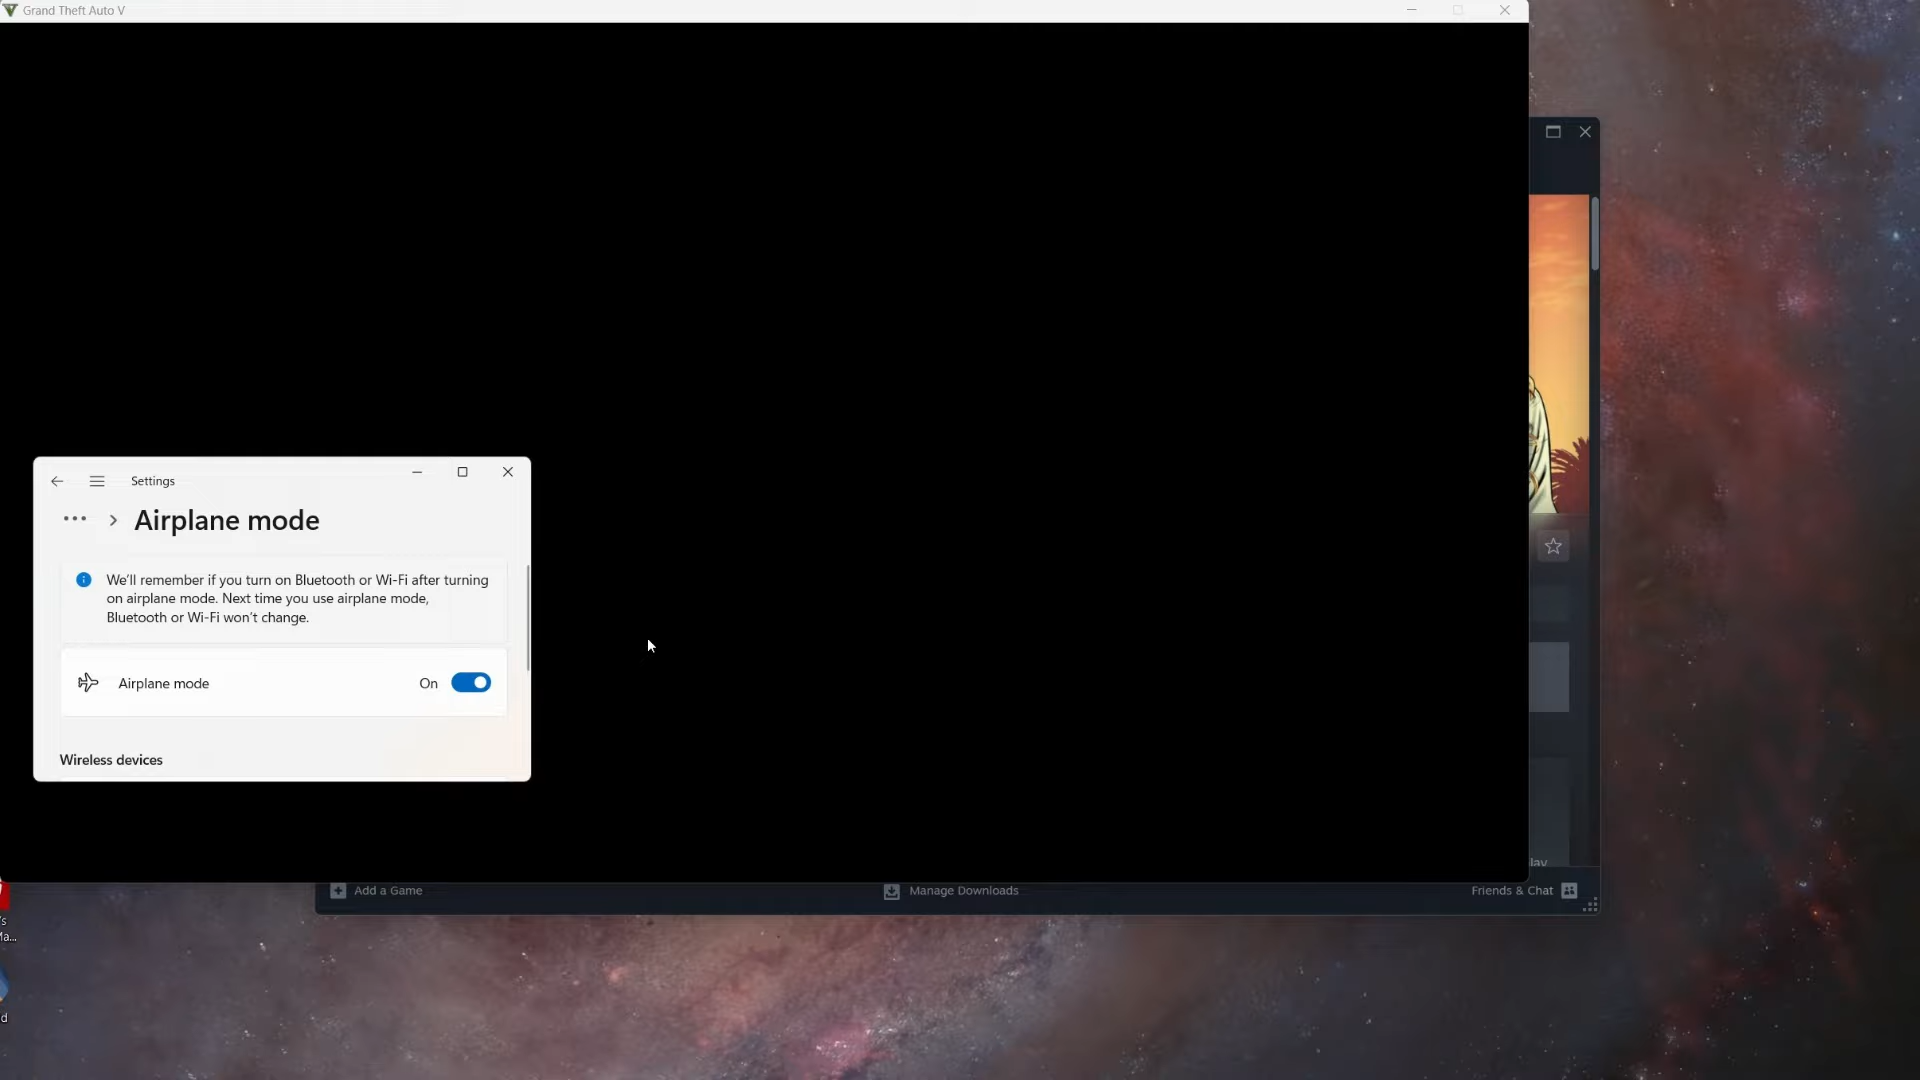 Grand Theft Auto V
Settings
Airplane mode
We'll remember if you turn on Bluetooth or Wi-Fi after turning
on airplane mode. Next time you use airplane mode,
Bluetooth or Wi-Fi won't change.
Airplane mode
On
Wireless devices
lay
Add a Game
Manage Downloads
Friends & Chat
's
Ma...
d